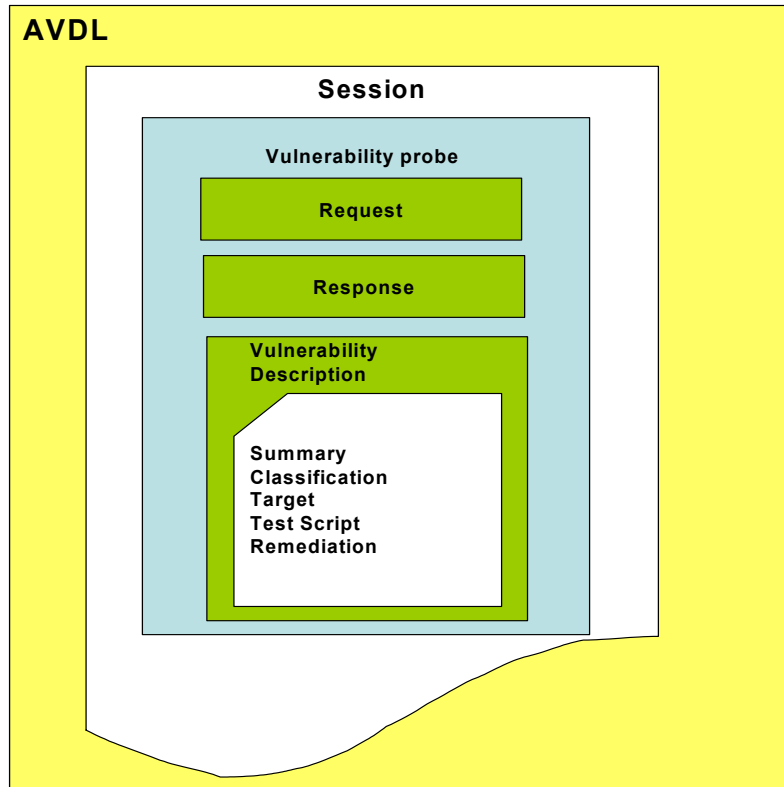 AVDL
Session
Vulnerability probe
Request
Response
Vulnerability
Description
Summary
Classification
Target
Test Script
Remediation